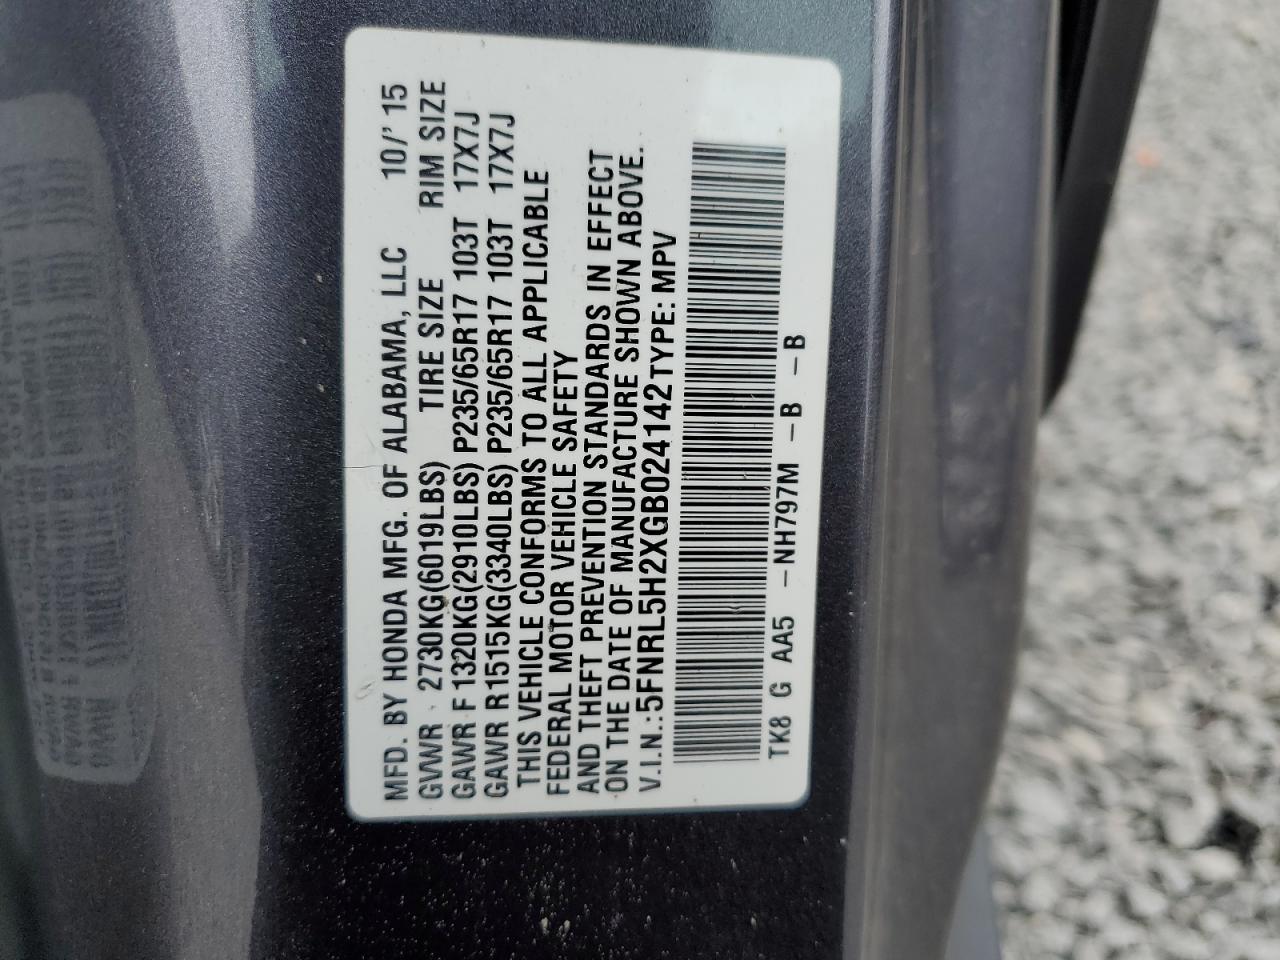 MFD. BY HONDA MFG. OF ALABAMA, LLC 10/'15
GVWR 2730KG(6019LBS) TIRE SIZE RIM SIZE
GAWR F 1320KG(2910LBS) P235/65R17 103T 17X7J
GAWR R1515KG(3340LBS) P235/65R17 103T 17X7J
THIS VEHICLE CONFORMS TO ALL APPLICABLE
FEDERAL MOTOR VEHICLE SAFETY
AND THEFT PREVENTION STANDARDS IN EFFECT
ON THE DATE OF MANUFACTURE SHOWN ABOVE.
V.I.N.:5FNRL5H2XGB024142TYPE: MPV
TK8 G AA5 -NH797M -B -B